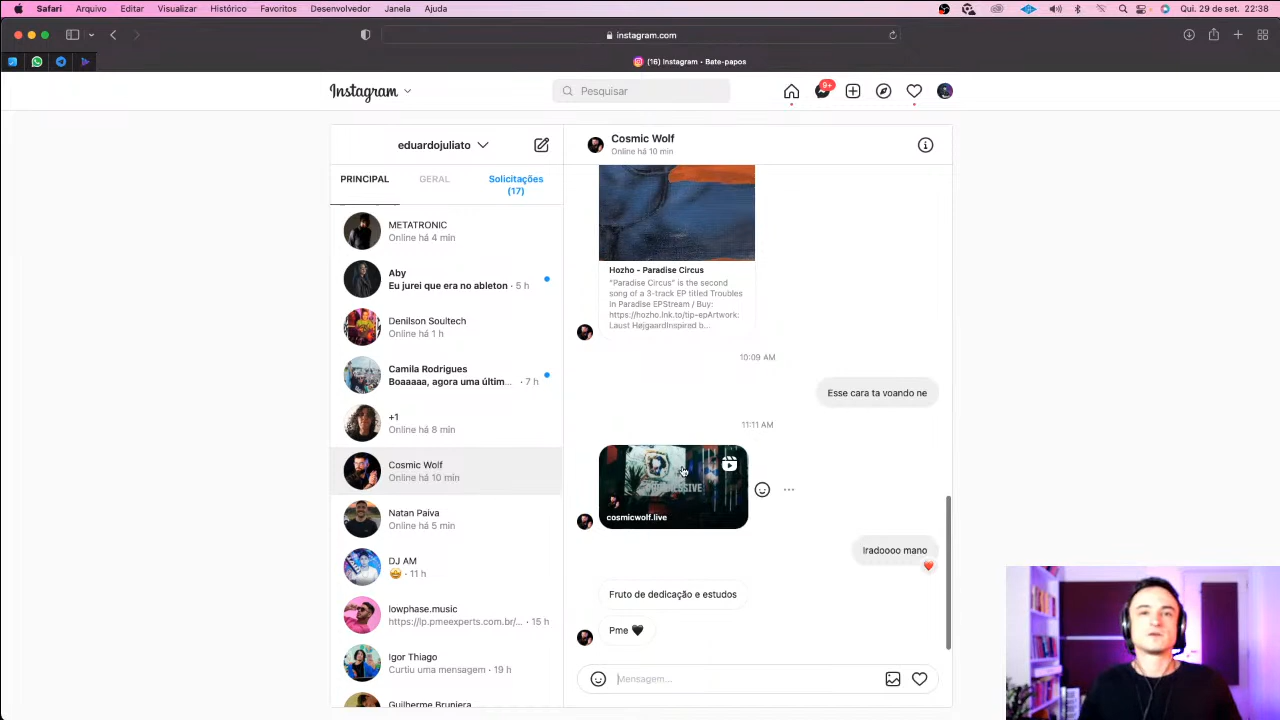 Safari Arquivo Editar Visualizar Histórico Favoritos Desenvolvedor Janela Ajuda
Qui. 29 de set. 22:38
instagram.com
(16) Instagram • Bate-papos
Instagram
Pesquisar
9+
eduardojuliato
Cosmic Wolf
Online há 10 min
PRINCIPAL
GERAL
Solicitações
(17)
METATRONIC
Online há 4 min
Aby
Eu jurei que era no ableton · 5 h
Denilson Soultech
Online há 1 h
Camila Rodrigues
Boaaaaa, agora uma últim... · 7 h
+1
Online há 8 min
Cosmic Wolf
Online há 10 min
Natan Paiva
Online há 5 min
DJ AM
🤩 · 11 h
lowphase.music
https://lp.pmeexperts.com.br/... · 15 h
Igor Thiago
Curtiu uma mensagem · 19 h
Guilherme Bruniera
Hozho - Paradise Circus
"Paradise Circus" is the second
song of a 3-track EP titled Troubles
In Paradise EPStream / Buy:
https://hozho.lnk.to/tip-epArtwork:
Laust HøjgaardInspired b...
10:09 AM
Esse cara ta voando ne
11:11 AM
cosmicwolf.live
Iradoooo mano
Fruto de dedicação e estudos
Pme 🖤
Mensagem...